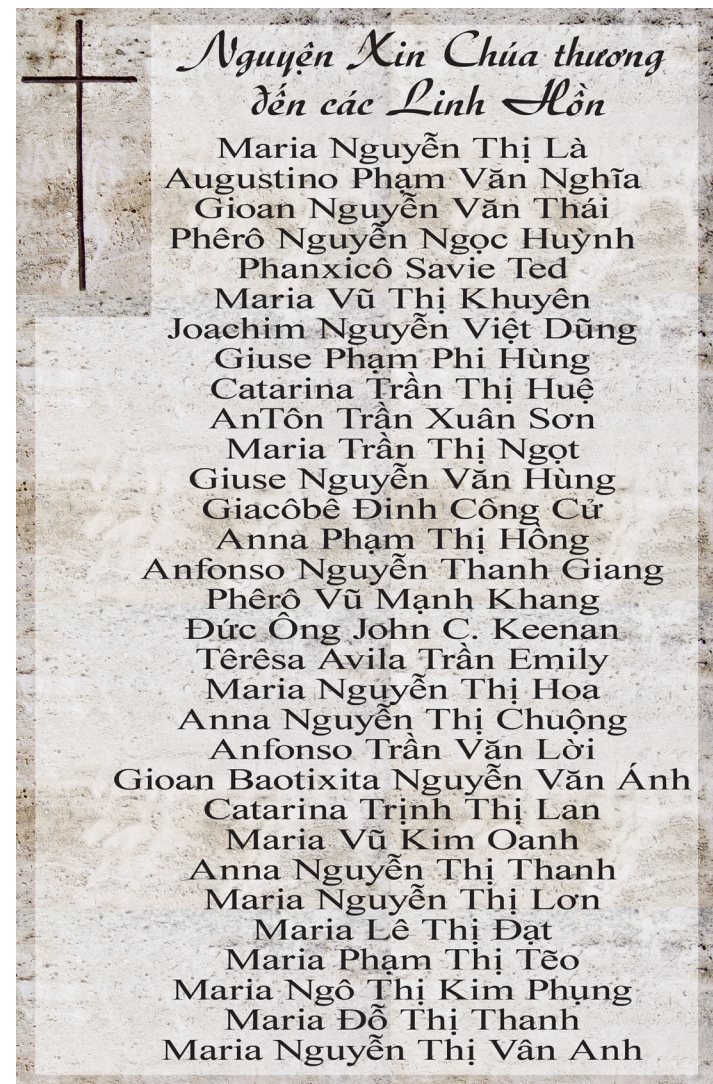 Nguyện Xin Chúa thương
đến các Linh Hồn
Maria Nguyễn Thị Là
Augustino Phạm Văn Nghĩa
Gioan Nguyễn Văn Thái
Phêrô Nguyễn Ngọc Huỳnh
Phanxicô Savie Ted
Maria Vũ Thị Khuyên
Joachim Nguyễn Việt Dũng
Giuse Phạm Phi Hùng
Catarina Trần Thị Huệ
AnTôn Trần Xuân Sơn
Maria Trần Thị Ngọt
Giuse Nguyễn Văn Hùng
Giacôbê Đinh Công Cử
Anna Phạm Thị Hồng
Anfonso Nguyễn Thanh Giang
Phêrô Vũ Mạnh Khang
Đức Ông John C. Keenan
Têrêsa Avila Trần Emily
Maria Nguyễn Thị Hoa
Anna Nguyễn Thị Chuộng
Anfonso Trần Văn Lời
Gioan Baotixita Nguyễn Văn Ánh
Catarina Trịnh Thị Lan
Maria Vũ Kim Oanh
Anna Nguyễn Thị Thanh
Maria Nguyễn Thị Lơn
Maria Lê Thị Đạt
Maria Phạm Thị Tẽo
Maria Ngô Thị Kim Phụng
Maria Đỗ Thị Thanh
Maria Nguyễn Thị Vân Anh